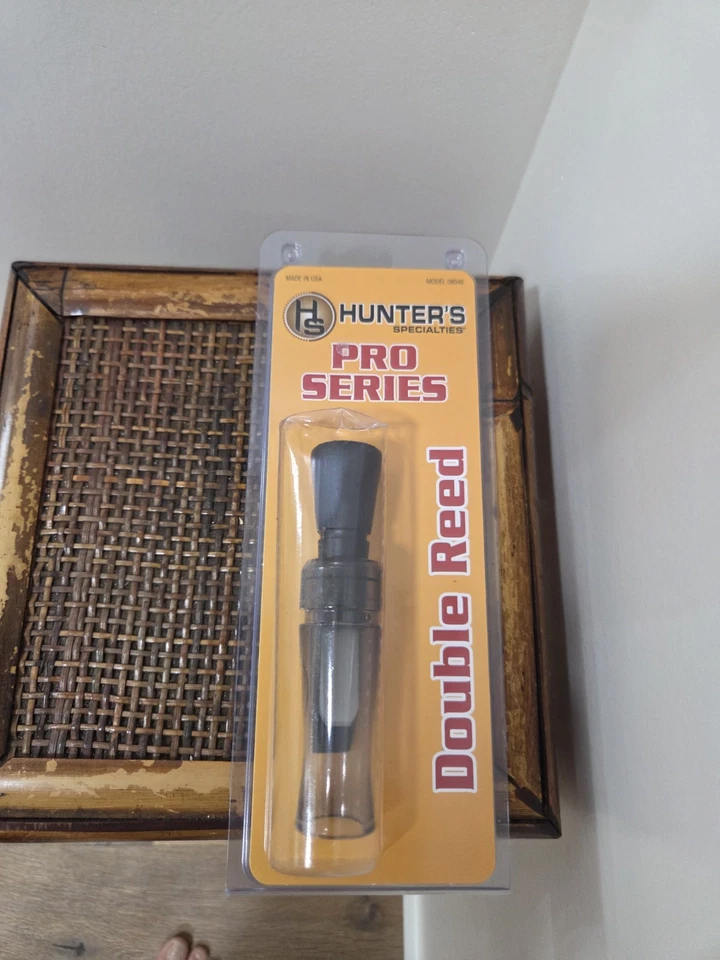 MADE IN USA
HS
HUNTER'S
SPECIALTIES®
PRO
SERIES
Double Reed